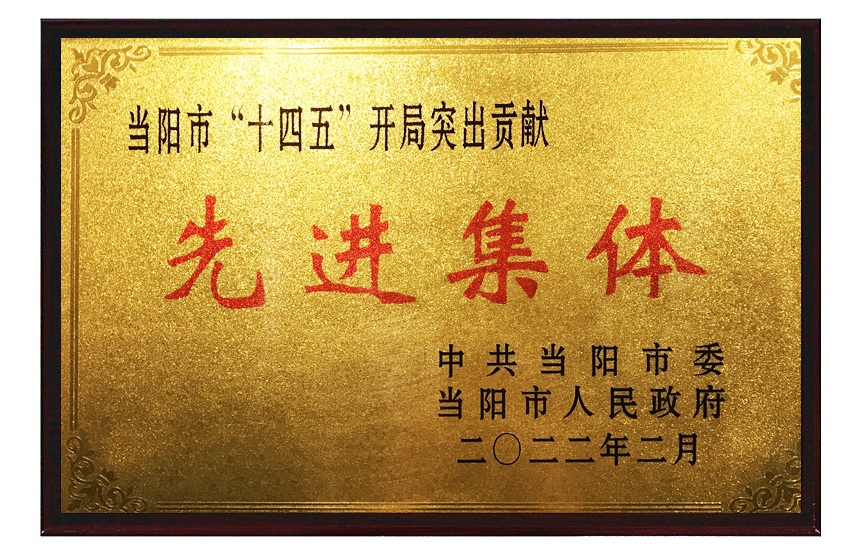 当阳市“十四五”开局突出贡献
先进集体
中共当阳市委
当阳市人民政府
二〇二二年二月